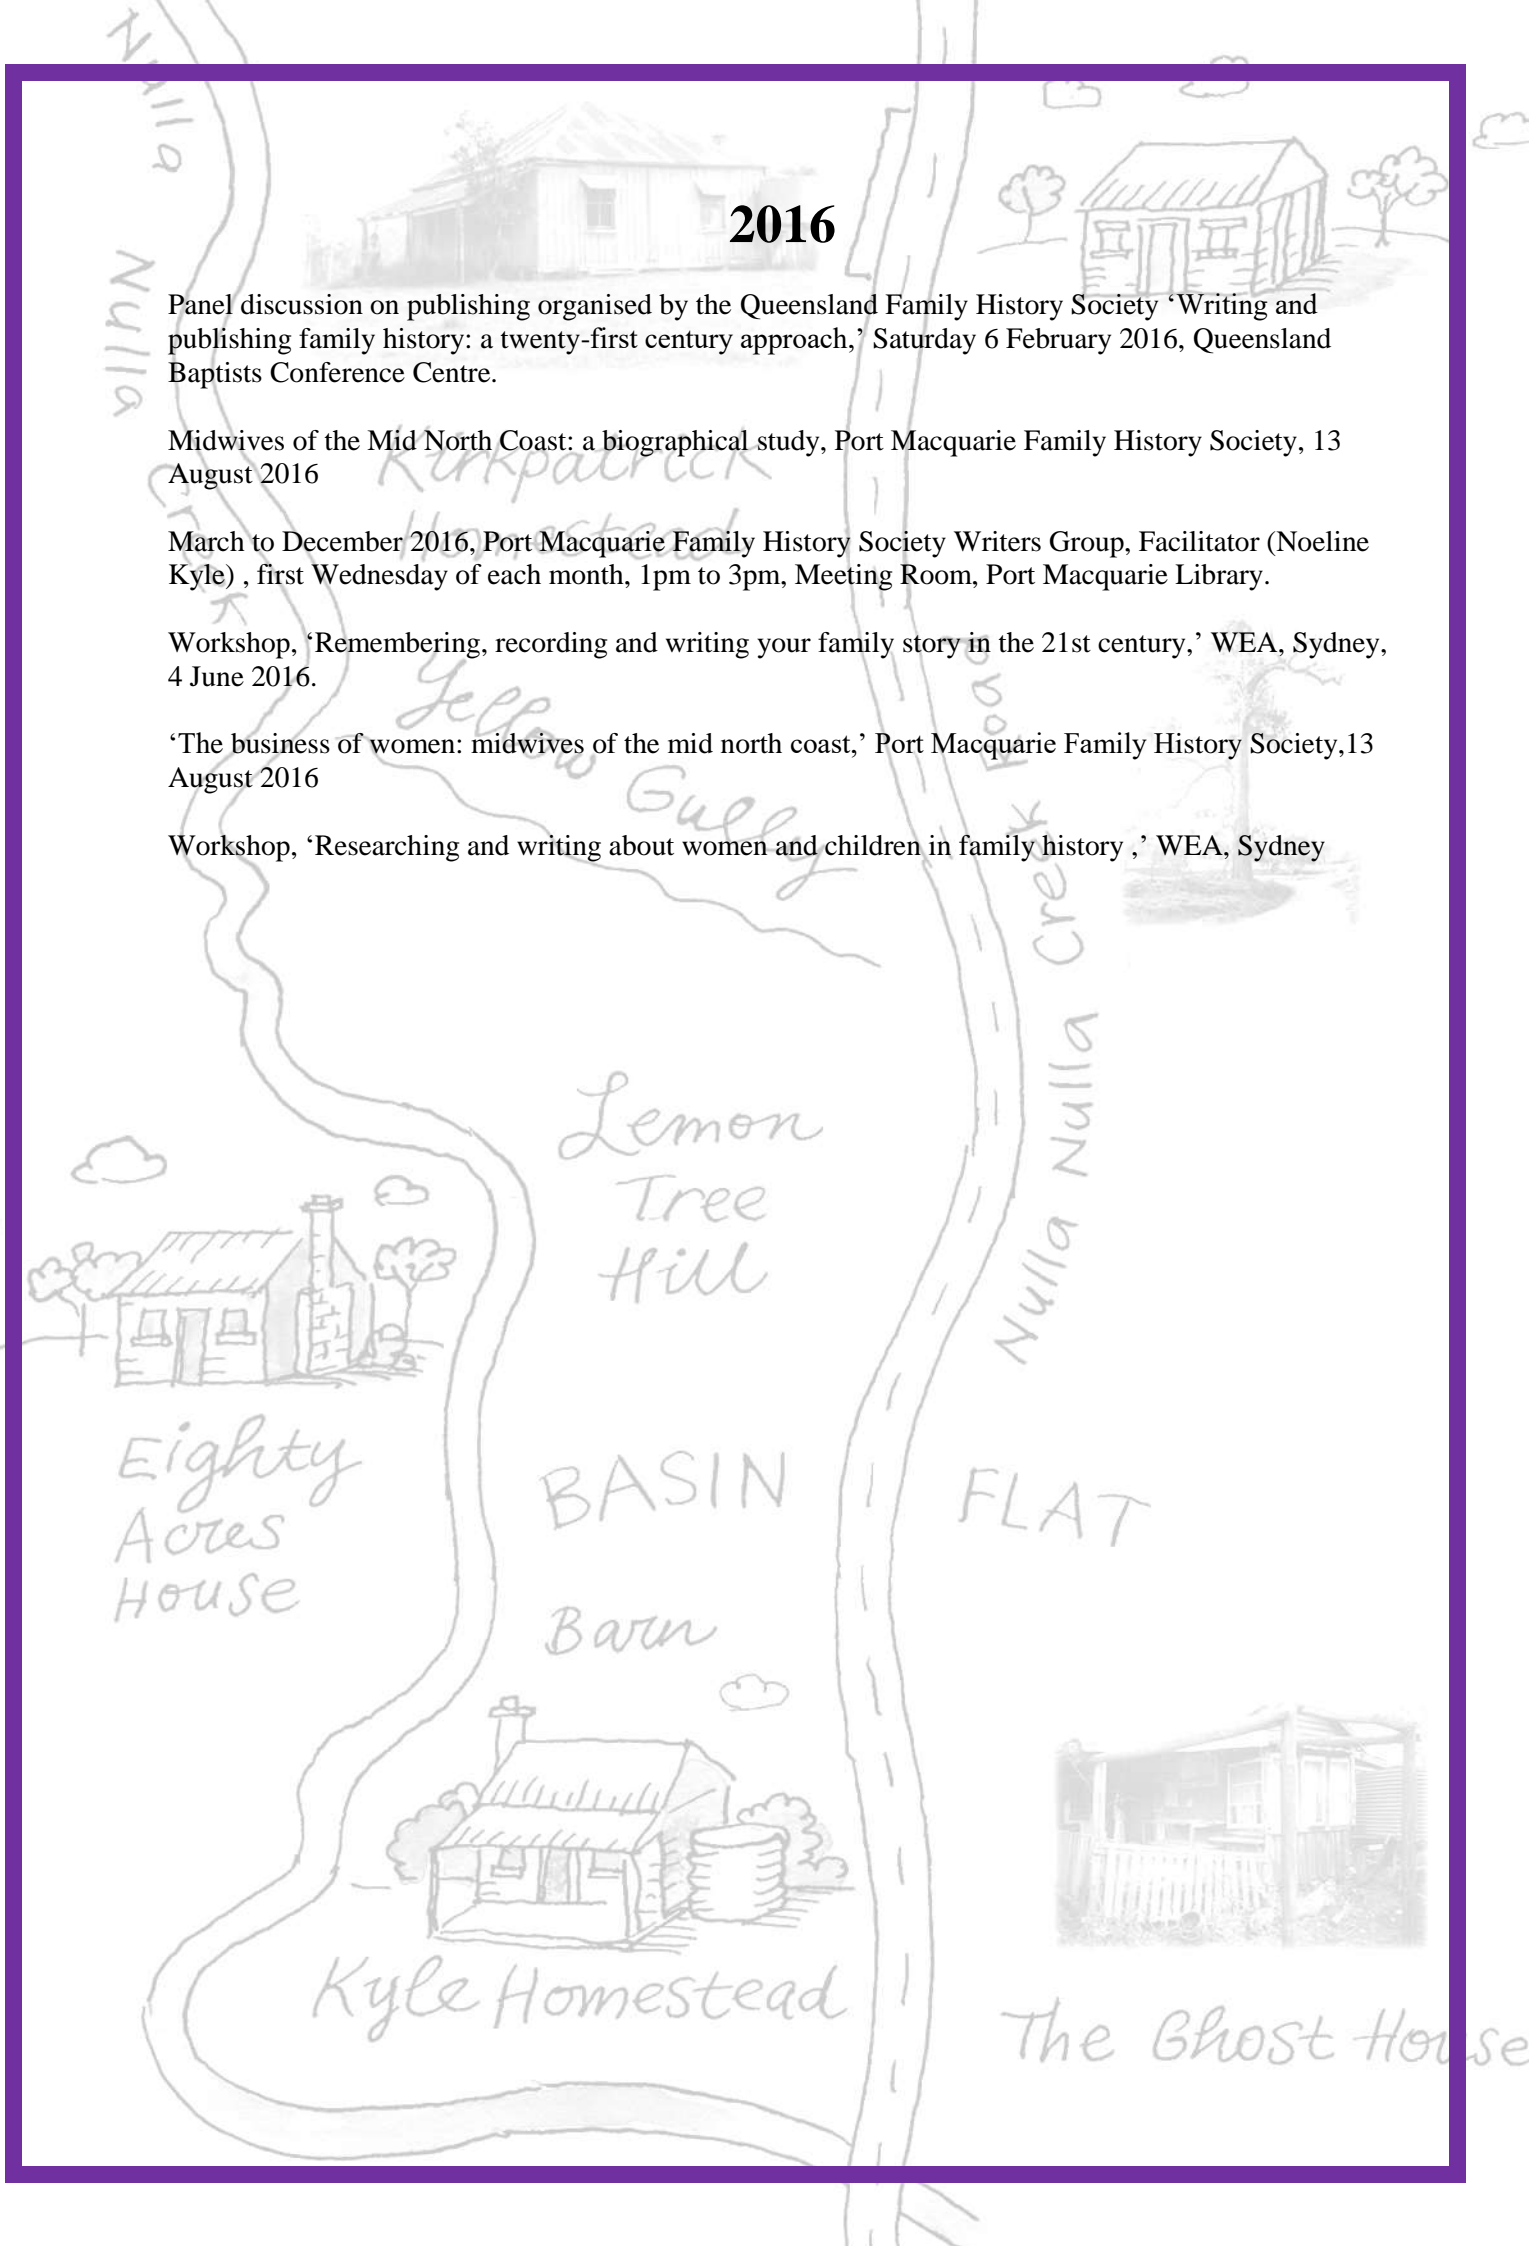 2016
Panel discussion on publishing organised by the Queensland Family History Society ‘Writing and
publishing family history: a twenty-first century approach,’ Saturday 6 February 2016, Queensland
Baptists Conference Centre.
Midwives of the Mid North Coast: a biographical study, Port Macquarie Family History Society, 13
August 2016
March to December 2016, Port Macquarie Family History Society Writers Group, Facilitator (Noeline
Kyle) , first Wednesday of each month, 1pm to 3pm, Meeting Room, Port Macquarie Library.
Workshop, ‘Remembering, recording and writing your family story in the 21st century,’ WEA, Sydney,
4 June 2016.
‘The business of women: midwives of the mid north coast,’ Port Macquarie Family History Society,13
August 2016
Workshop, ‘Researching and writing about women and children in family history ,’ WEA, Sydney
Nulla Nulla Creek
Kirkpatrick
Homestead
Yellow Gully
Nulla Nulla Creek Road
Lemon
Tree
Hill
Eighty
Acres
House
BASIN FLAT
Barn
Kyle Homestead
The Ghost House